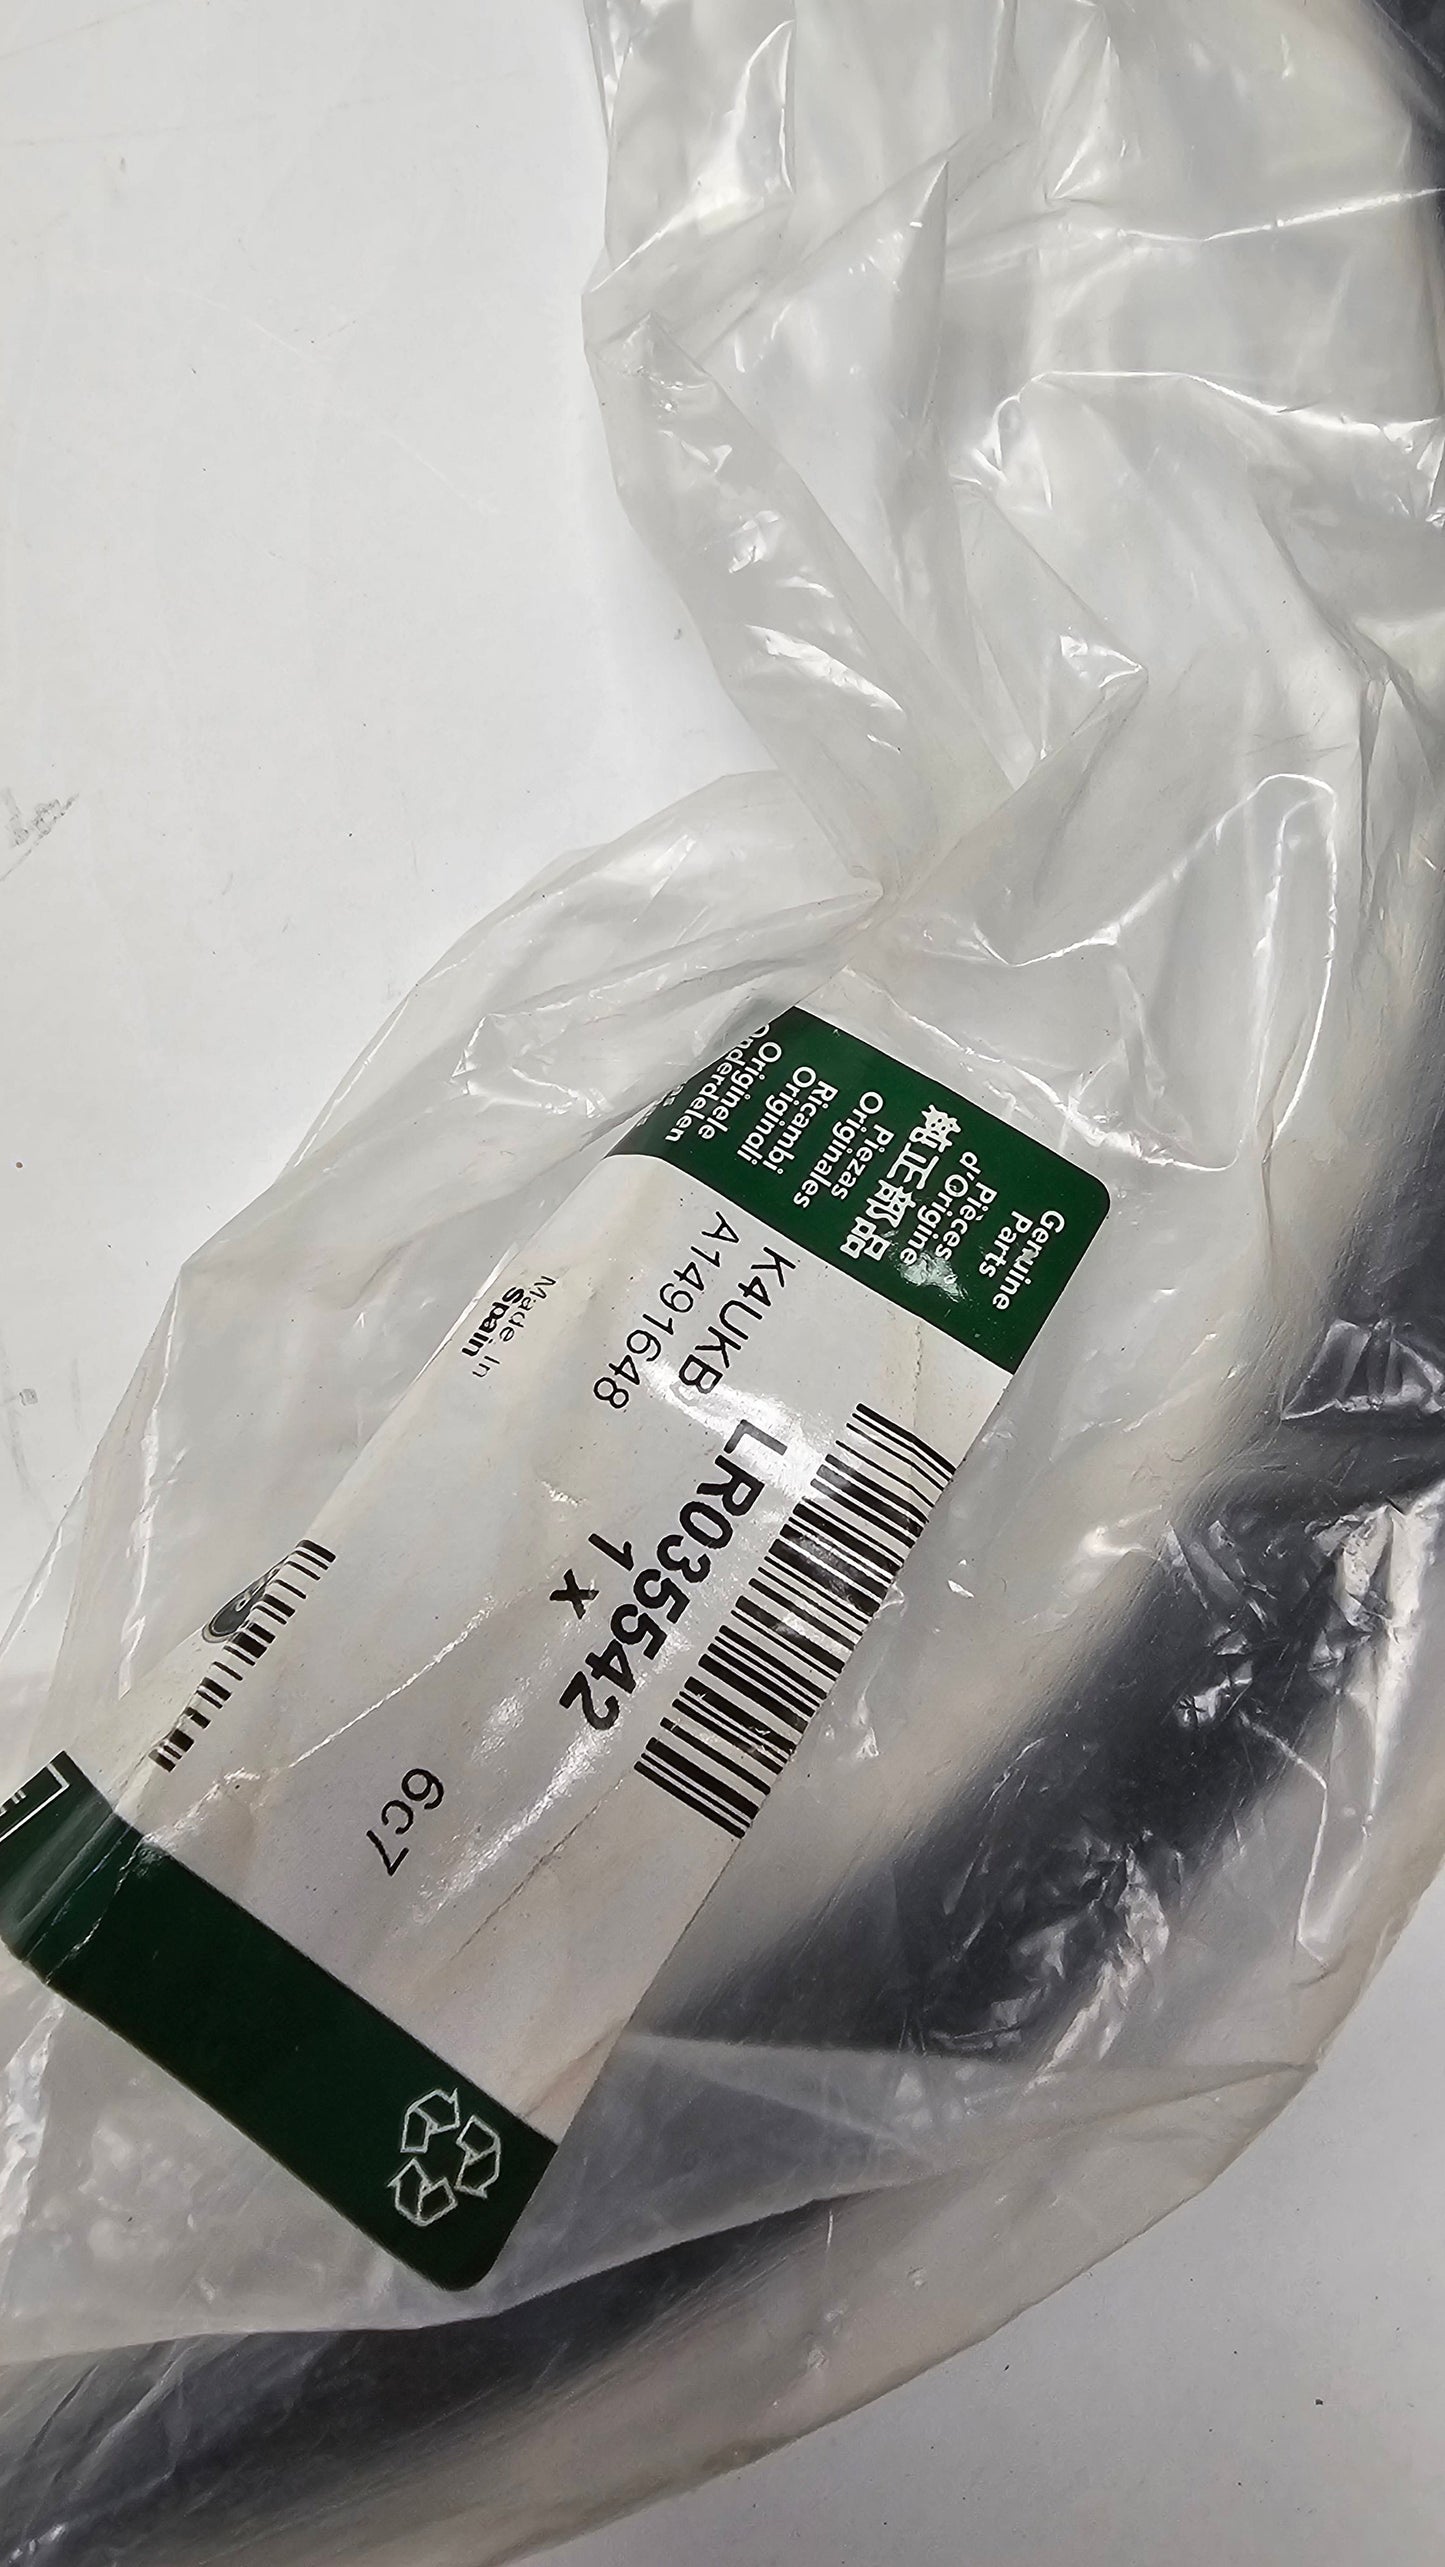 Genuine
Parts
Pièces
d'Origine
純正部品
Piezas
Originales
Ricambi
Originali
Originele
Onderdelen
K4UKB
LR035542
A1491648
1 x
Made in
Spain
6c7